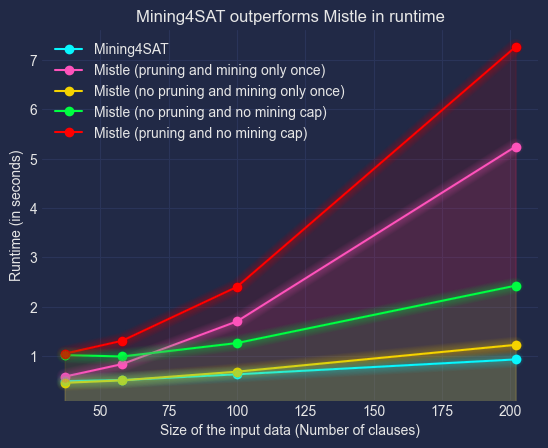 Mining4SAT outperforms Mistle in runtime
Mining4SAT
Mistle (pruning and mining only once)
Mistle (no pruning and mining only once)
Mistle (no pruning and no mining cap)
Mistle (pruning and no mining cap)
Runtime (in seconds)
7
6
5
4
3
2
1
50 75 100 125 150 175 200
Size of the input data (Number of clauses)